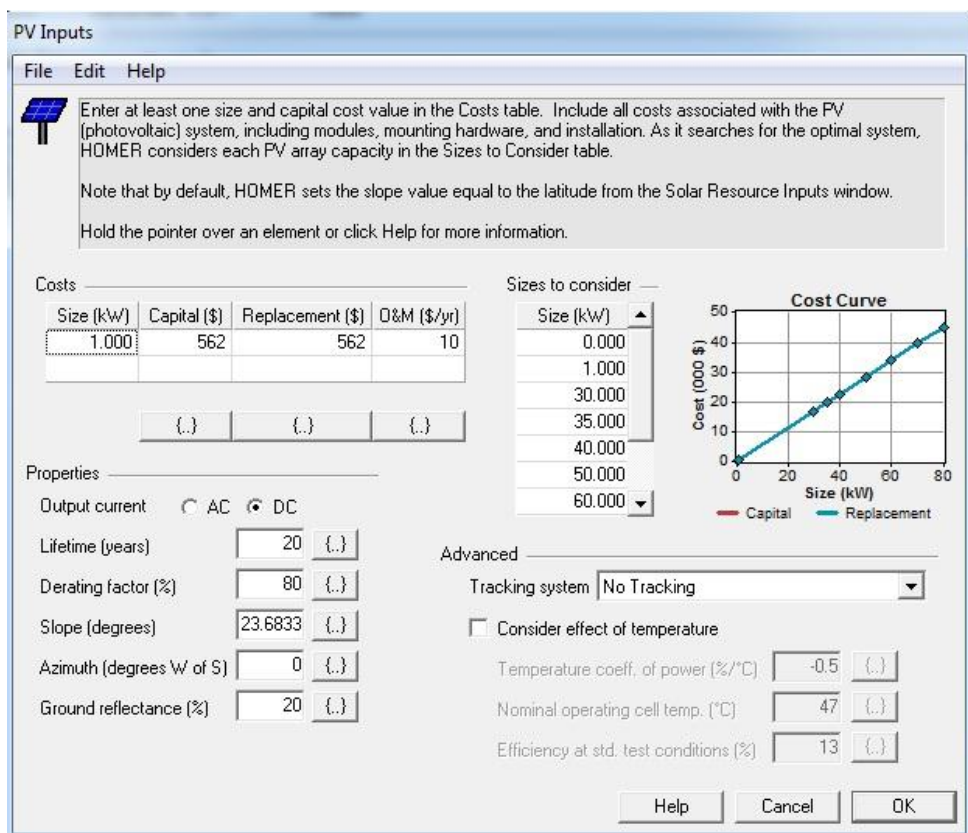 PV Inputs
File Edit Help
Enter at least one size and capital cost value in the Costs table. Include all costs associated with the PV
(photovoltaic) system, including modules, mounting hardware, and installation. As it searches for the optimal system,
HOMER considers each PV array capacity in the Sizes to Consider table.
Note that by default, HOMER sets the slope value equal to the latitude from the Solar Resource Inputs window.
Hold the pointer over an element or click Help for more information.
Costs
Size (kW) Capital ($) Replacement ($) O&M ($/yr)
1.000 562 562 10
{..} {..} {..}
Sizes to consider
Size (kW)
0.000
1.000
30.000
35.000
40.000
50.000
60.000
Cost Curve
Cost (000 $)
50
40
30
20
10
0
0 20 40 60 80
Size (kW)
Capital Replacement
Properties
Output current AC DC
Lifetime (years) 20 {..}
Derating factor (%) 80 {..}
Slope (degrees) 23.6833 {..}
Azimuth (degrees W of S) 0 {..}
Ground reflectance (%) 20 {..}
Advanced
Tracking system No Tracking
Consider effect of temperature
Temperature coeff. of power (%/°C) -0.5 {..}
Nominal operating cell temp. (°C) 47 {..}
Efficiency at std. test conditions (%) 13 {..}
Help Cancel OK